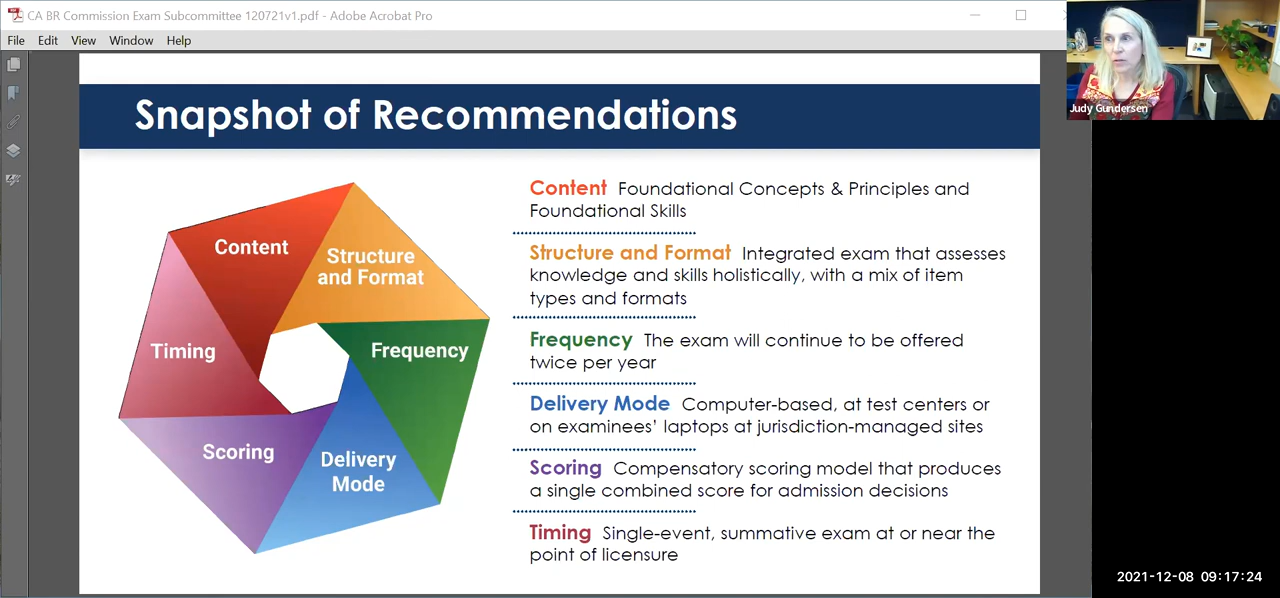 CA BR Commission Exam Subcommittee 120721v1.pdf - Adobe Acrobat Pro
File Edit View Window Help
Judy Gundersen
Snapshot of Recommendations
Content
Structure
and Format
Frequency
Delivery
Mode
Scoring
Timing
Content Foundational Concepts & Principles and
Foundational Skills
Structure and Format Integrated exam that assesses
knowledge and skills holistically, with a mix of item
types and formats
Frequency The exam will continue to be offered
twice per year
Delivery Mode Computer-based, at test centers or
on examinees' laptops at jurisdiction-managed sites
Scoring Compensatory scoring model that produces
a single combined score for admission decisions
Timing Single-event, summative exam at or near the
point of licensure
2021-12-08 09:17:24